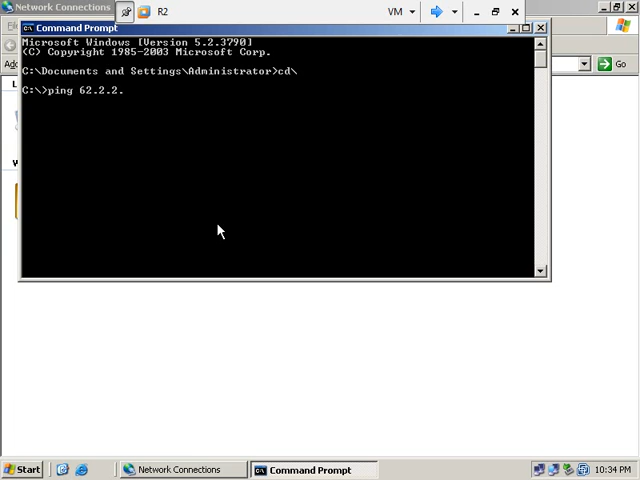 Network Connections
R2
VM
Command Prompt
Microsoft Windows [Version 5.2.3790]
(C) Copyright 1985-2003 Microsoft Corp.
C:\Documents and Settings\Administrator>cd\
C:\>ping 62.2.2.
Go
Start
Network Connections
Command Prompt
10:34 PM